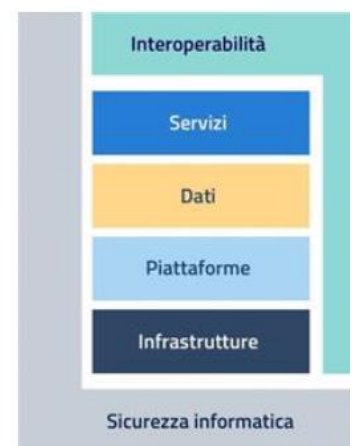 Interoperabilità
Servizi
Dati
Piattaforme
Infrastrutture
Sicurezza informatica